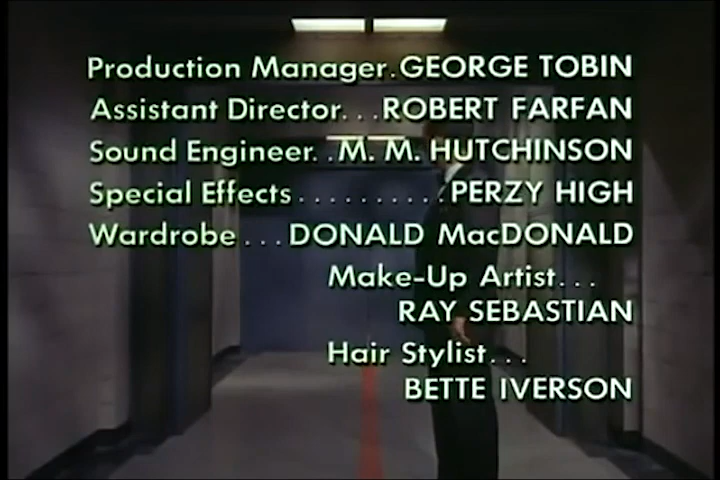 Production Manager.GEORGE TOBIN
Assistant Director...ROBERT FARFAN
Sound Engineer..M. M. HUTCHINSON
Special Effects..........PERZY HIGH
Wardrobe...DONALD MacDONALD
Make-Up Artist...
RAY SEBASTIAN
Hair Stylist...
BETTE IVERSON